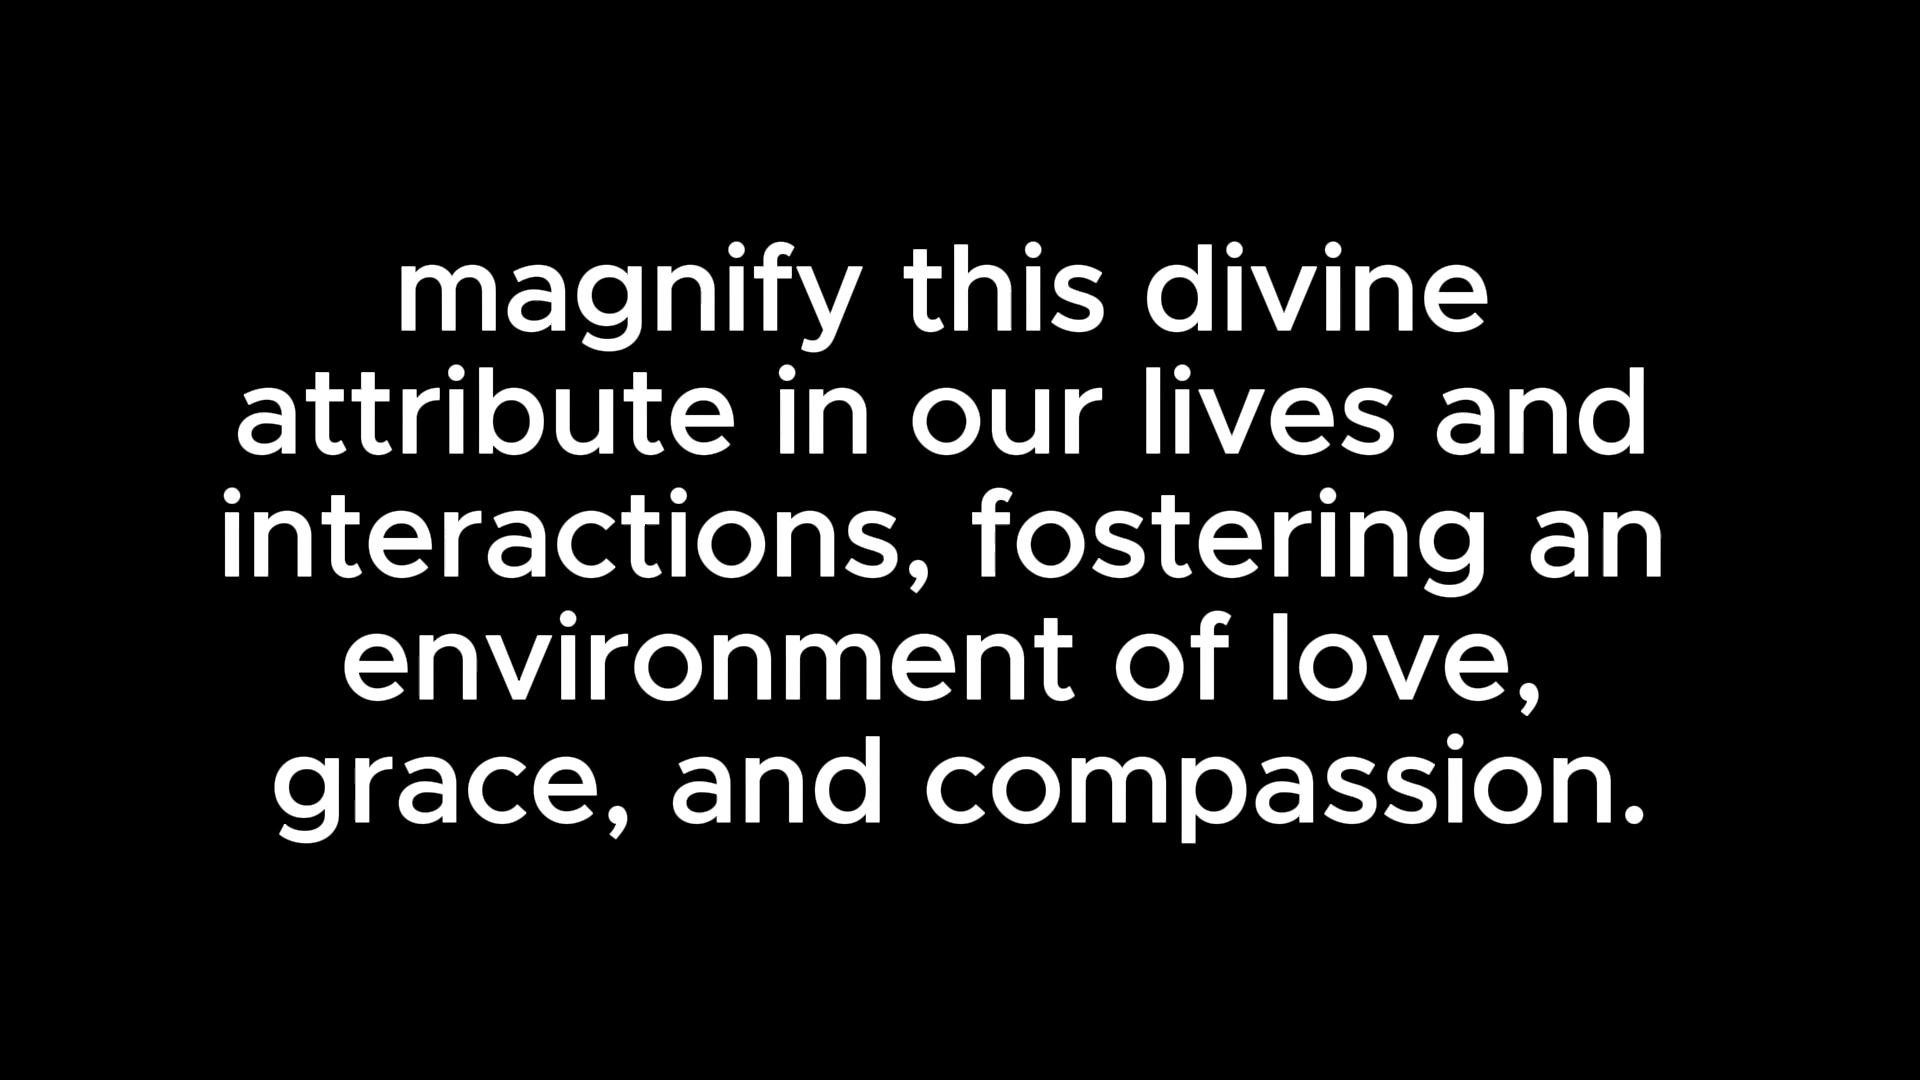 magnify this divine
attribute in our lives and
interactions, fostering an
environment of love,
grace, and compassion.